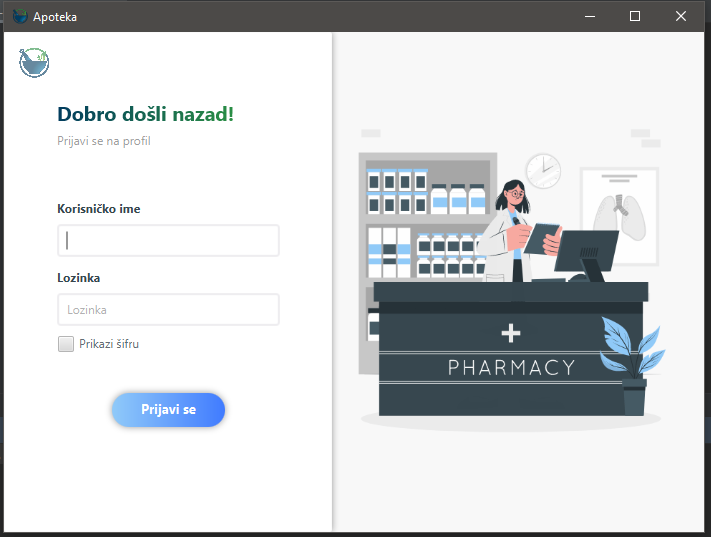 Apoteka
Dobro došli nazad!
Prijavi se na profil
Korisničko ime
Lozinka
Lozinka
Prikazi šifru
Prijavi se
PHARMACY